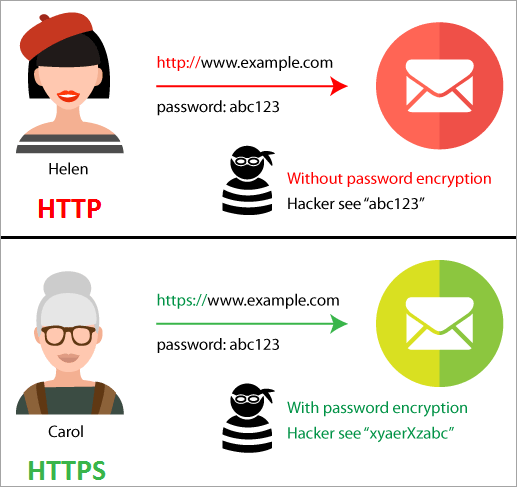 http://www.example.com
password: abc123
Helen
HTTP
Without password encryption
Hacker see “abc123”
https://www.example.com
password: abc123
Carol
HTTPS
With password encryption
Hacker see “xyaerXzabc”